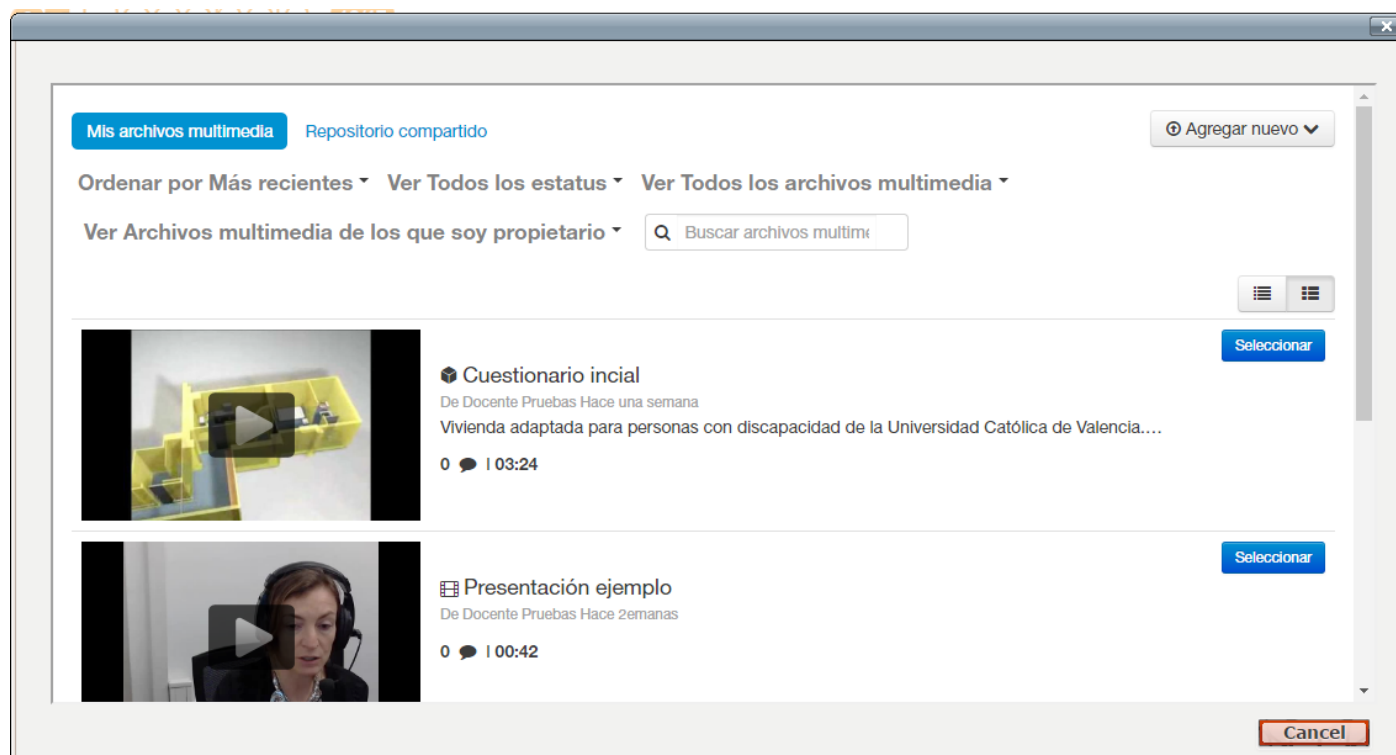 Mis archivos multimedia Repositorio compartido Agregar nuevo
Ordenar por Más recientes Ver Todos los estatus Ver Todos los archivos multimedia
Ver Archivos multimedia de los que soy propietario Buscar archivos multime
Seleccionar
Cuestionario incial
De Docente Pruebas Hace una semana
Vivienda adaptada para personas con discapacidad de la Universidad Católica de Valencia....
0 | 03:24
Seleccionar
Presentación ejemplo
De Docente Pruebas Hace 2emanas
0 | 00:42
Cancel